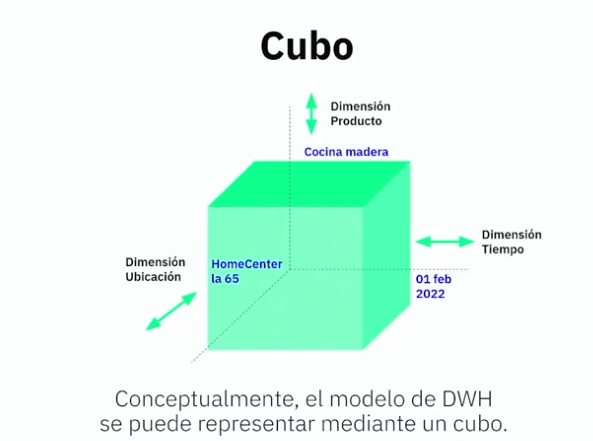 Cubo
Dimensión
Producto
Cocina madera
Dimensión
Tiempo
Dimensión
Ubicación
HomeCenter
la 65
01 feb
2022
Conceptualmente, el modelo de DWH
se puede representar mediante un cubo.